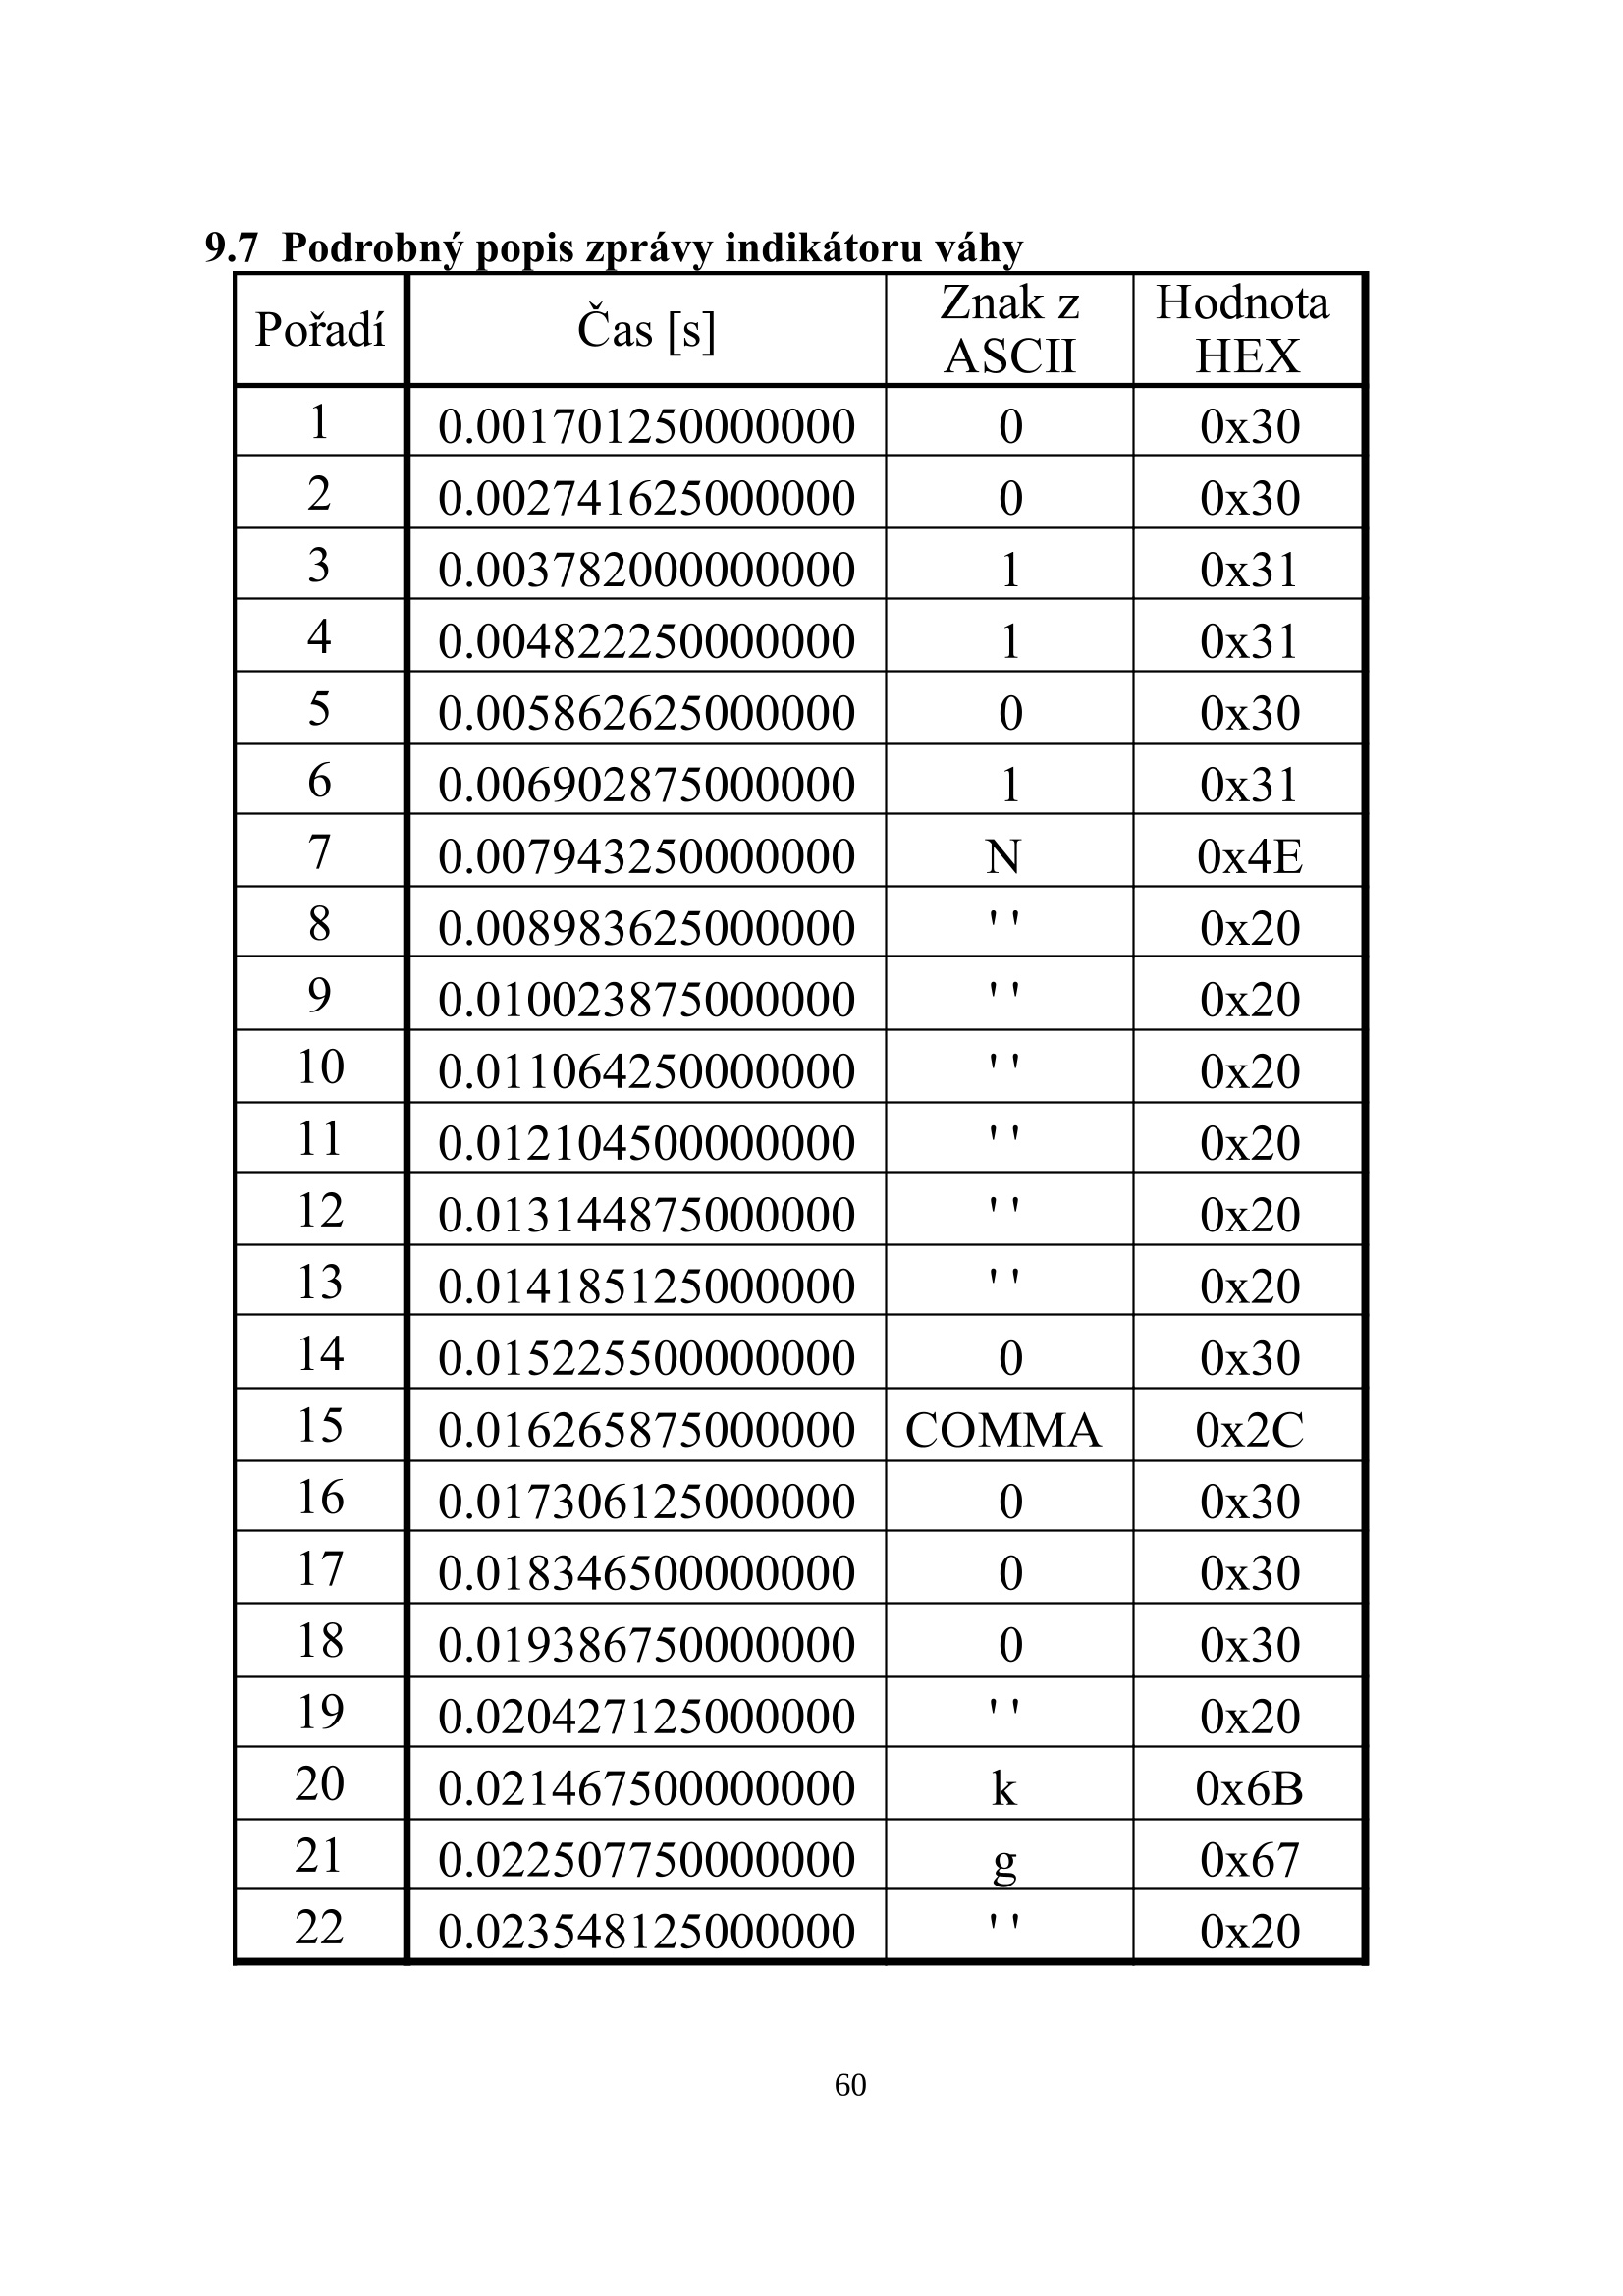 9.7 Podrobný popis zprávy indikátoru váhy
Pořadí Čas [s] Znak z ASCII Hodnota HEX
1 0.001701250000000 0 0x30
2 0.002741625000000 0 0x30
3 0.003782000000000 1 0x31
4 0.004822250000000 1 0x31
5 0.005862625000000 0 0x30
6 0.006902875000000 1 0x31
7 0.007943250000000 N 0x4E
8 0.008983625000000 ' ' 0x20
9 0.010023875000000 ' ' 0x20
10 0.011064250000000 ' ' 0x20
11 0.012104500000000 ' ' 0x20
12 0.013144875000000 ' ' 0x20
13 0.014185125000000 ' ' 0x20
14 0.015225500000000 0 0x30
15 0.016265875000000 COMMA 0x2C
16 0.017306125000000 0 0x30
17 0.018346500000000 0 0x30
18 0.019386750000000 0 0x30
19 0.020427125000000 ' ' 0x20
20 0.021467500000000 k 0x6B
21 0.022507750000000 g 0x67
22 0.023548125000000 ' ' 0x20
60